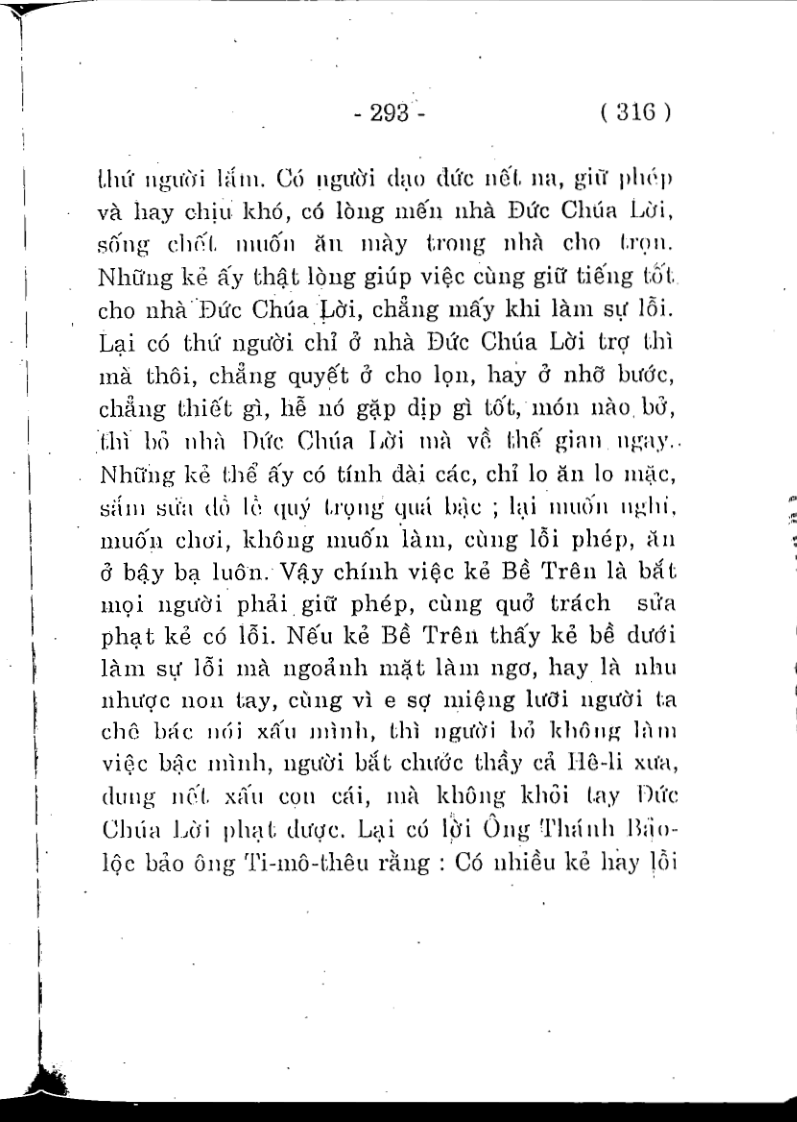 - 293 - ( 316 )
thứ người lắm. Có người đạo đức nết na, giữ phép
và hay chịu khó, có lòng mến nhà Đức Chúa Lời,
sống chết muốn ăn mày trong nhà cho trọn.
Những kẻ ấy thật lòng giúp việc cùng giữ tiếng tốt
cho nhà Đức Chúa Lời, chẳng mấy khi làm sự lỗi.
Lại có thứ người chỉ ở nhà Đức Chúa Lời trợ thì
mà thôi, chẳng quyết ở cho lọn, hay ở nhỡ bước,
chẳng thiết gì, hễ nó gặp dịp gì tốt, món nào bở,
thì bỏ nhà Đức Chúa Lời mà về thế gian ngay.
Những kẻ thể ấy có tính đài các, chỉ lo ăn lo mặc,
sắm sửa đồ lề quý trọng quá bậc ; lại muốn nghỉ,
muốn chơi, không muốn làm, cùng lỗi phép, ăn
ở bậy bạ luôn. Vậy chính việc kẻ Bề Trên là bắt
mọi người phải giữ phép, cùng quở trách sửa
phạt kẻ có lỗi. Nếu kẻ Bề Trên thấy kẻ bề dưới
làm sự lỗi mà ngoảnh mặt làm ngơ, hay là nhu
nhược non tay, cùng vì e sợ miệng lưỡi người ta
chê bác nói xấu mình, thì người bỏ không làm
việc bậc mình, người bắt chước thầy cả Hê-li xưa,
dung nết xấu con cái, mà không khỏi tay Đức
Chúa Lời phạt được. Lại có lời Ông Thánh Bảo-
lộc bảo ông Ti-mô-thêu rằng : Có nhiều kẻ hay lỗi